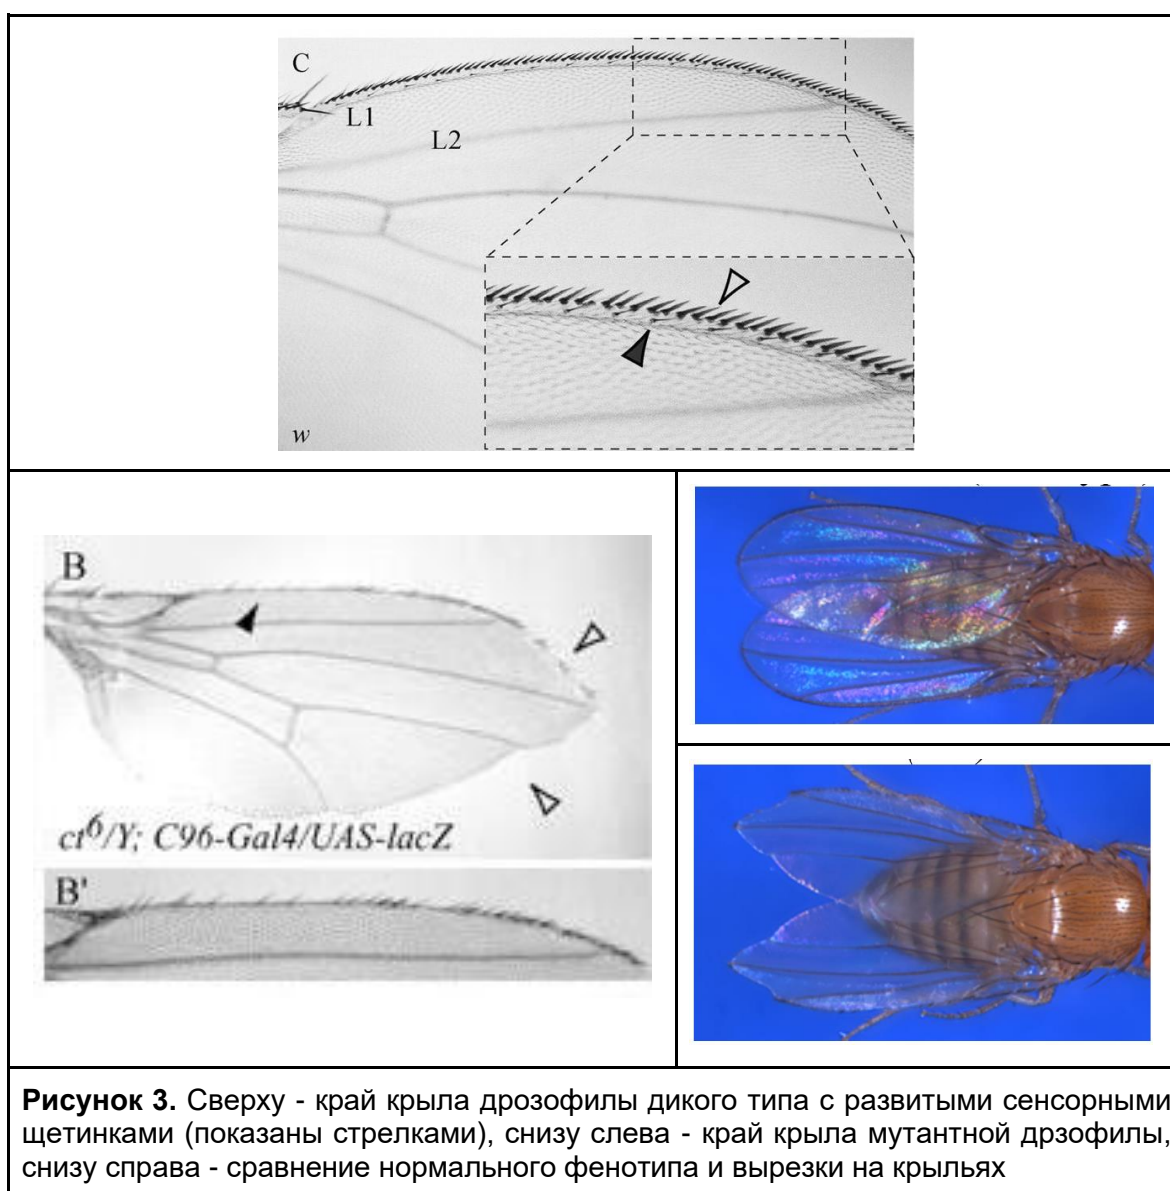 C
L1
L2
w
B
ct⁶/Y; C96-Gal4/UAS-lacZ
B'
Рисунок 3. Сверху - край крыла дрозофилы дикого типа с развитыми сенсорными
щетинками (показаны стрелками), снизу слева - край крыла мутантной дрзофилы,
снизу справа - сравнение нормального фенотипа и вырезки на крыльях